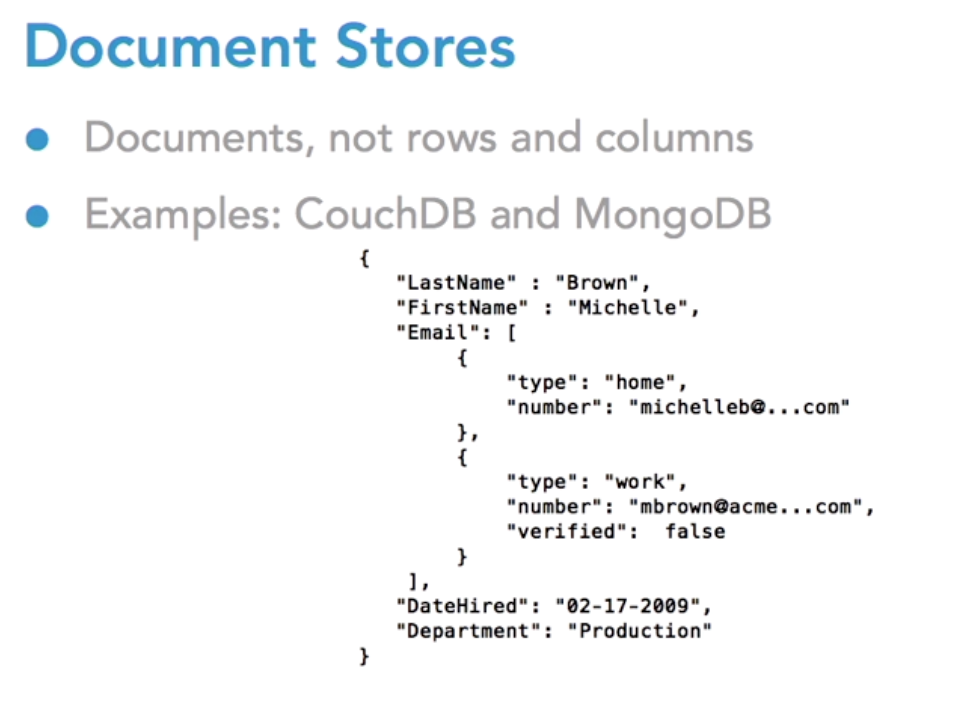 Document Stores
Documents, not rows and columns
Examples: CouchDB and MongoDB
{
"LastName" : "Brown",
"FirstName" : "Michelle",
"Email": [
{
"type": "home",
"number": "michelleb@...com"
},
{
"type": "work",
"number": "mbrown@acme...com",
"verified":  false
}
],
"DateHired": "02-17-2009",
"Department": "Production"
}